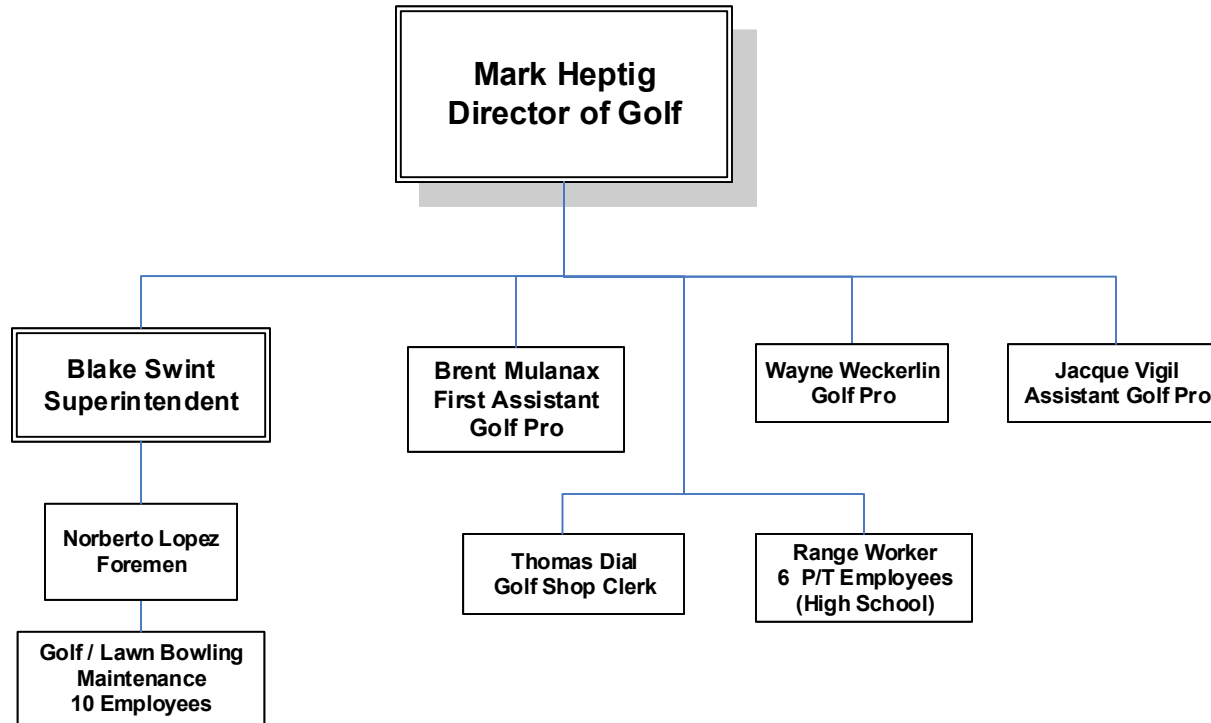 Mark Heptig
Director of Golf
Blake Swint
Superintendent
Brent Mulanax
First Assistant
Golf Pro
Wayne Weckerlin
Golf Pro
Jacque Vigil
Assistant Golf Pro
Norberto Lopez
Foremen
Thomas Dial
Golf Shop Clerk
Range Worker
6 P/T Employees
(High School)
Golf / Lawn Bowling
Maintenance
10 Employees